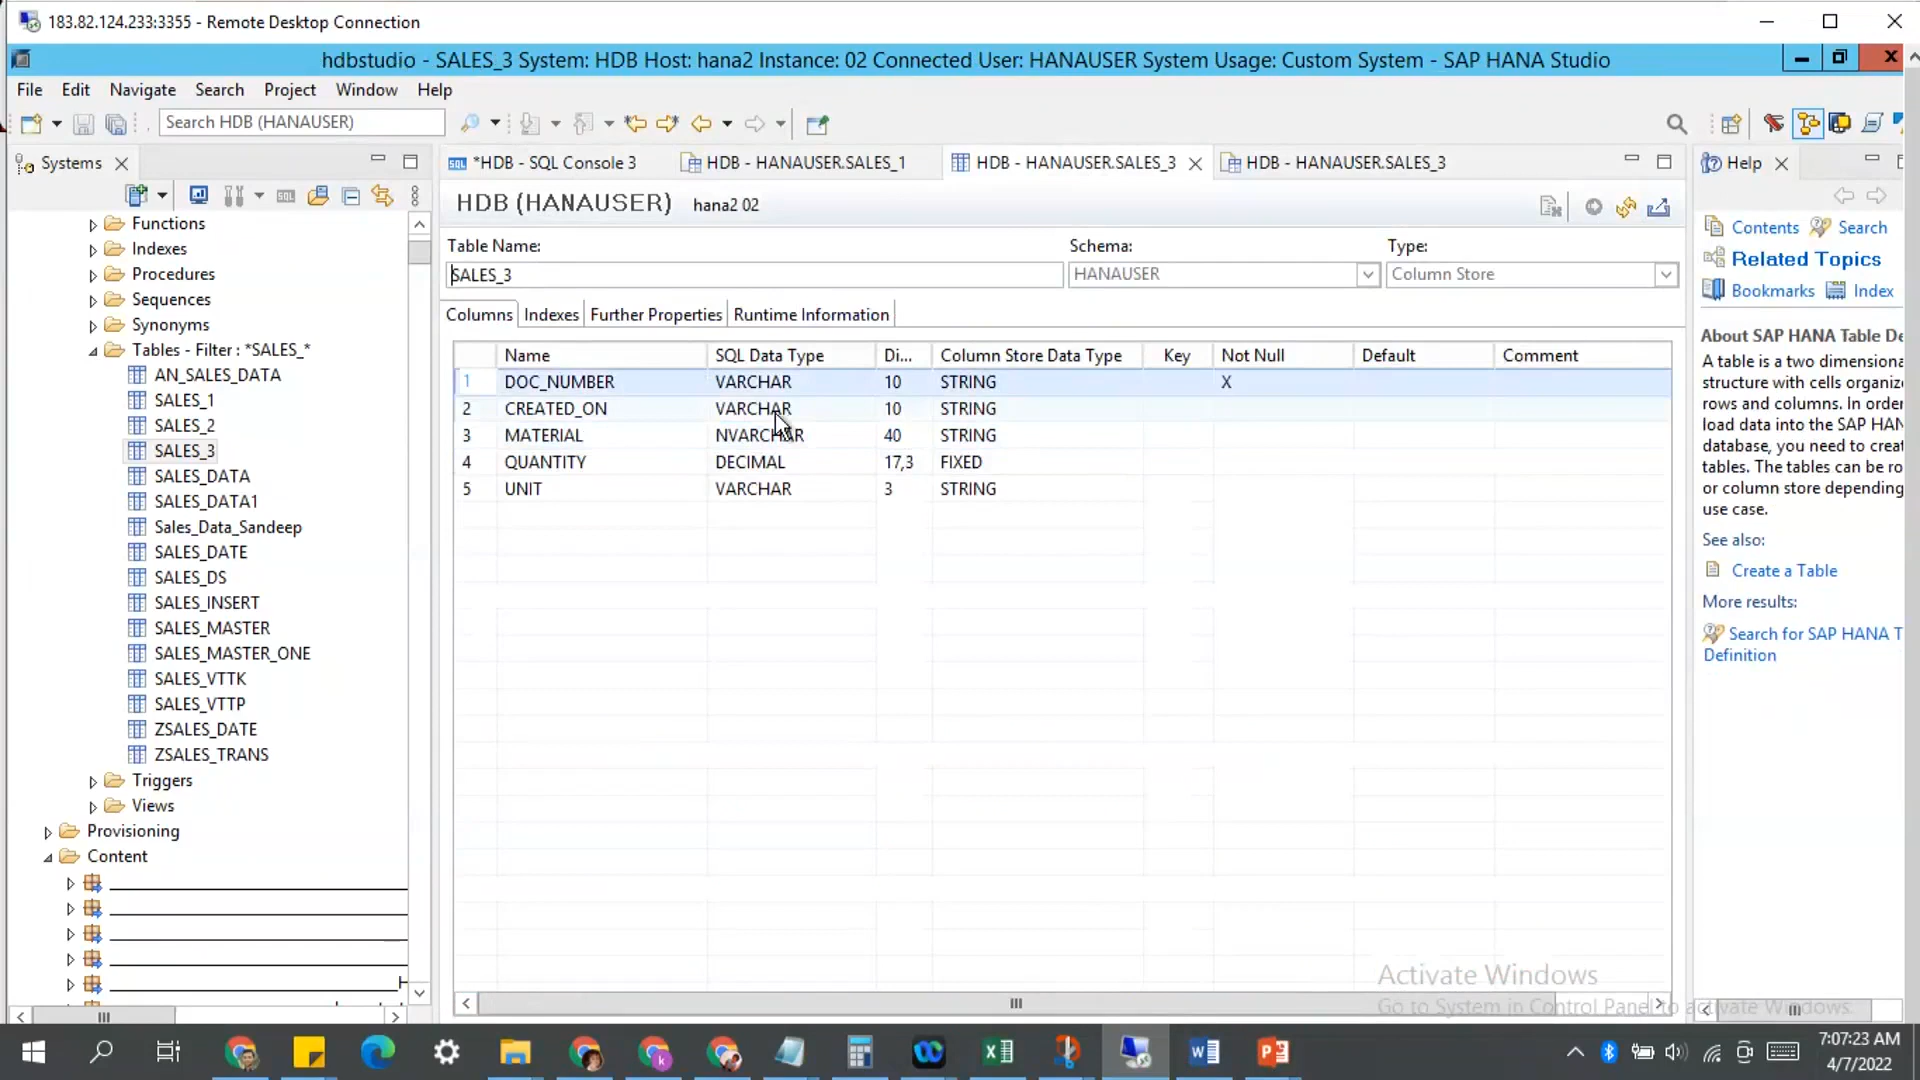 183.82.124.233:3355 - Remote Desktop Connection
hdbstudio - SALES_3 System: HDB Host: hana2 Instance: 02 Connected User: HANAUSER System Usage: Custom System - SAP HANA Studio
File Edit Navigate Search Project Window Help
Search HDB (HANAUSER)
Systems
Functions
Indexes
Procedures
Sequences
Synonyms
Tables - Filter : *SALES_*
AN_SALES_DATA
SALES_1
SALES_2
SALES_3
SALES_DATA
SALES_DATA1
Sales_Data_Sandeep
SALES_DATE
SALES_DS
SALES_INSERT
SALES_MASTER
SALES_MASTER_ONE
SALES_VTTK
SALES_VTTP
ZSALES_DATE
ZSALES_TRANS
Triggers
Views
Provisioning
Content
*HDB - SQL Console 3 HDB - HANAUSER.SALES_1 HDB - HANAUSER.SALES_3 HDB - HANAUSER.SALES_3
HDB (HANAUSER) hana2 02
Table Name: Schema: Type:
SALES_3 HANAUSER Column Store
Columns Indexes Further Properties Runtime Information
Name SQL Data Type Di... Column Store Data Type Key Not Null Default Comment
1 DOC_NUMBER VARCHAR 10 STRING X
2 CREATED_ON VARCHAR 10 STRING
3 MATERIAL NVARCHAR 40 STRING
4 QUANTITY DECIMAL 17,3 FIXED
5 UNIT VARCHAR 3 STRING
Help
Contents Search
Related Topics
Bookmarks Index
About SAP HANA Table De
A table is a two dimensiona
structure with cells organize
rows and columns. In order
load data into the SAP HAN
database, you need to creat
tables. The tables can be ro
or column store depending
use case.
See also:
Create a Table
More results:
Search for SAP HANA T
Definition
Activate Windows
Go to System in Control Panel to activate Windows.
7:07:23 AM
4/7/2022